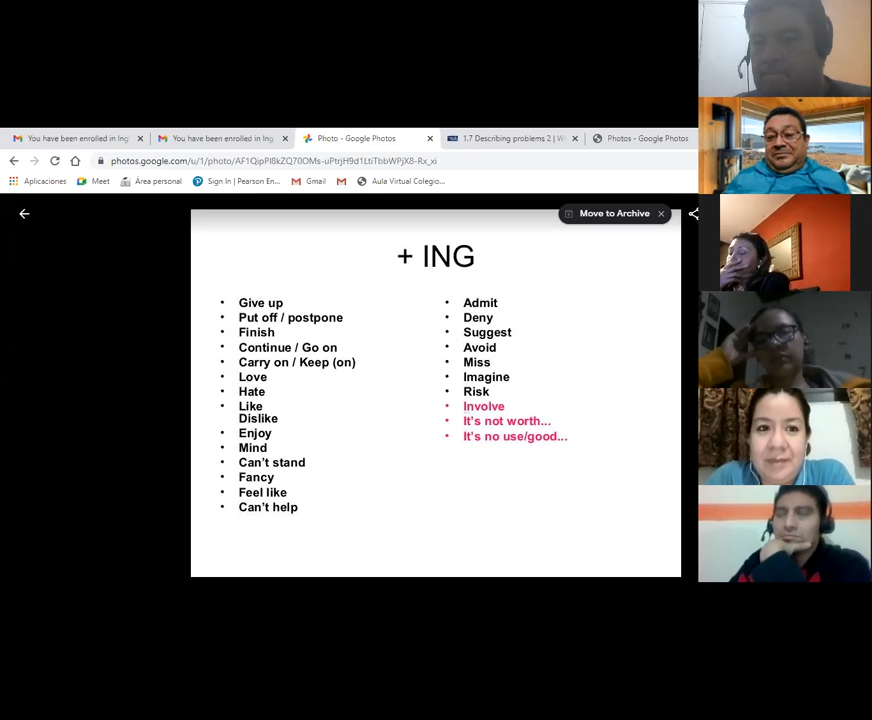 You have been enrolled in Ing
You have been enrolled in Ing
Photo - Google Photos
1.7 Describing problems 2 | W
Photos - Google Photos
photos.google.com/u/1/photo/AF1QipPI8kZQ70OMs-uPtrjH9d1LtiTbbWPjX8-Rx_xi
Aplicaciones
Meet
Área personal
Sign In | Pearson En...
Gmail
Aula Virtual Colegio...
Move to Archive
+ ING
Give up
Put off / postpone
Finish
Continue / Go on
Carry on / Keep (on)
Love
Hate
Like
Dislike
Enjoy
Mind
Can't stand
Fancy
Feel like
Can't help
Admit
Deny
Suggest
Avoid
Miss
Imagine
Risk
Involve
It's not worth...
It's no use/good...